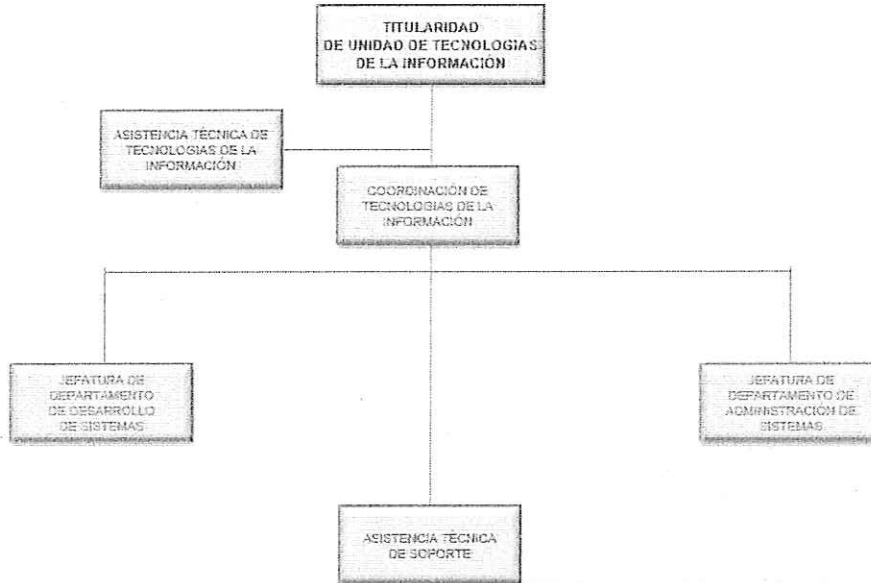 TITULARIDAD
DE UNIDAD DE TECNOLOGIAS
DE LA INFORMACIÓN
ASISTENCIA TÉCNICA DE
TECNOLOGIAS DE LA
INFORMACIÓN
COORDINACIÓN DE
TECNOLOGIAS DE LA
INFORMACIÓN
JEFATURA DE
DEPARTAMENTO
DE DESARROLLO
DE SISTEMAS
JEFATURA DE
DEPARTAMENTO DE
ADMINISTRACIÓN DE
SISTEMAS
ASISTENCIA TÉCNICA
DE SOPORTE